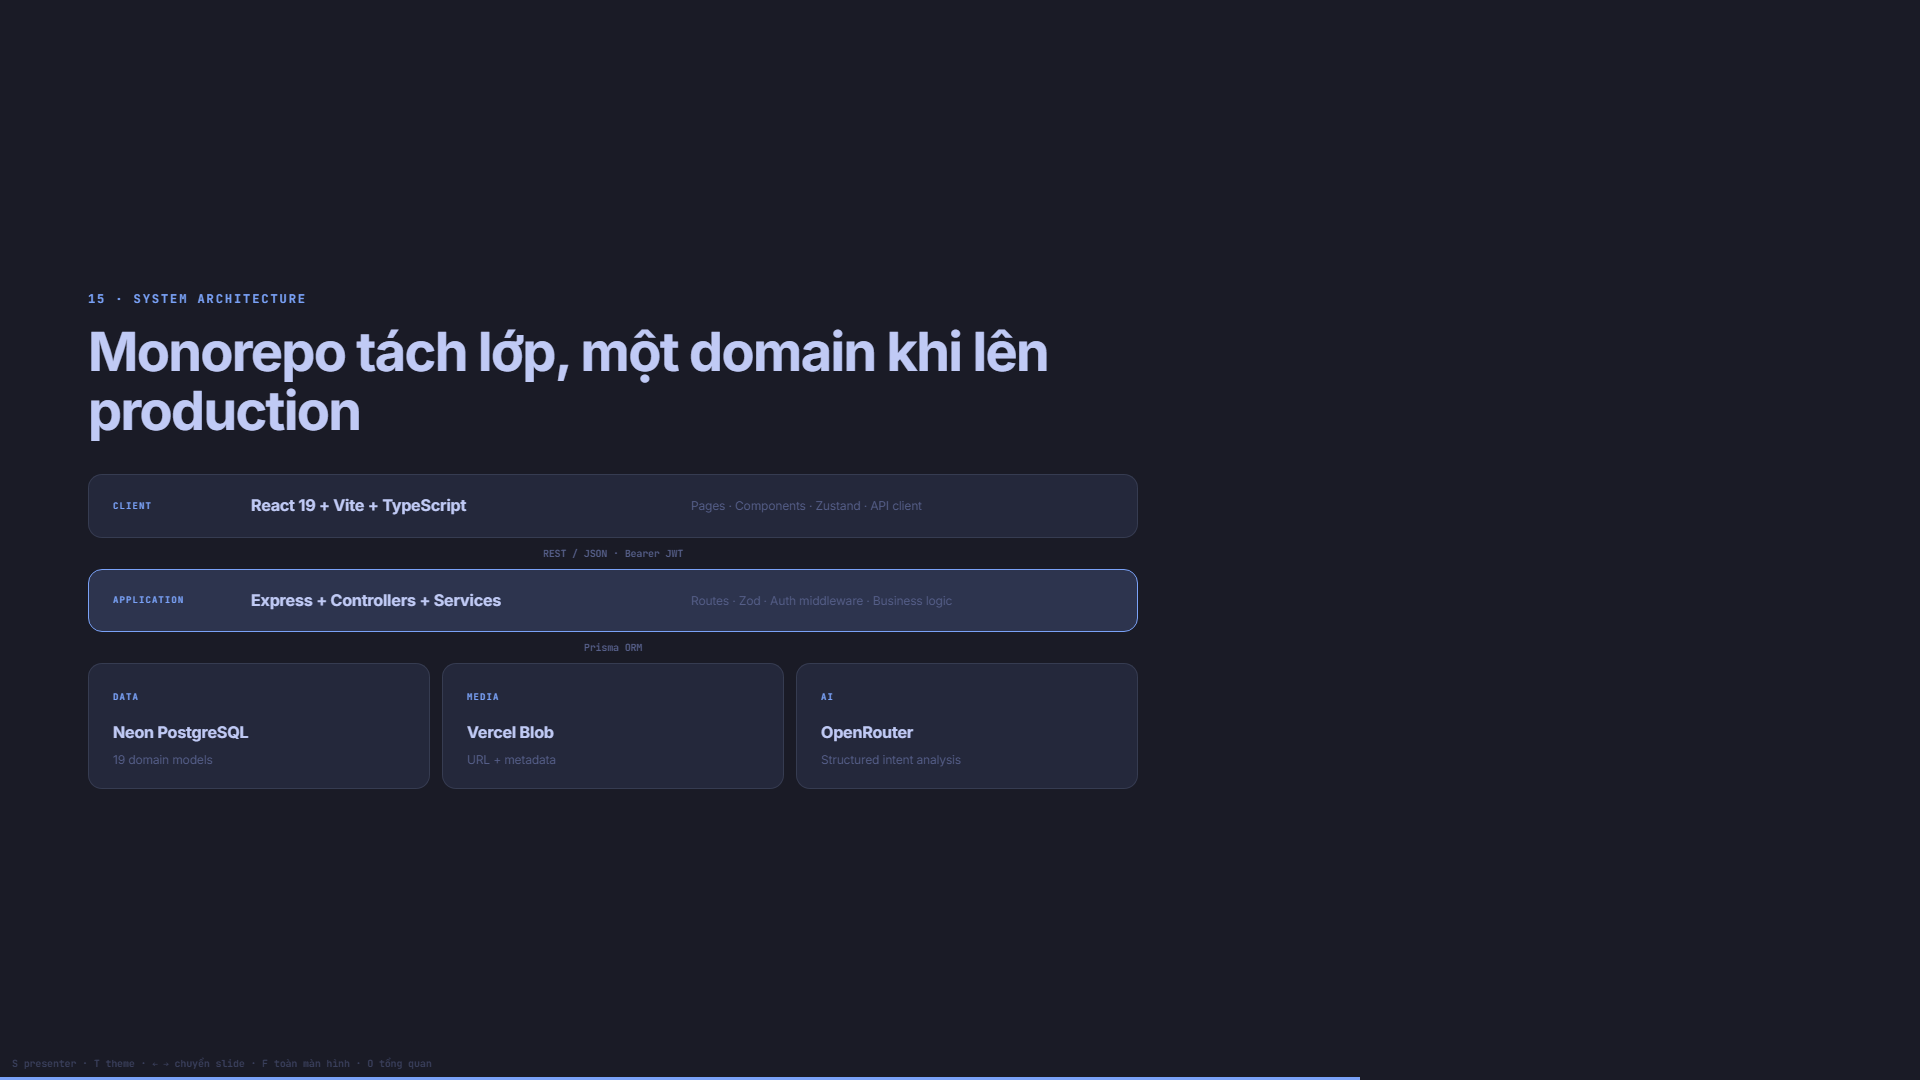 15 · SYSTEM ARCHITECTURE
Monorepo tách lớp, một domain khi lên
production
CLIENT
React 19 + Vite + TypeScript
Pages · Components · Zustand · API client
REST / JSON · Bearer JWT
APPLICATION
Express + Controllers + Services
Routes · Zod · Auth middleware · Business logic
Prisma ORM
DATA
Neon PostgreSQL
19 domain models
MEDIA
Vercel Blob
URL + metadata
AI
OpenRouter
Structured intent analysis
S presenter · T theme · ← → chuyển slide · F toàn màn hình · O tổng quan